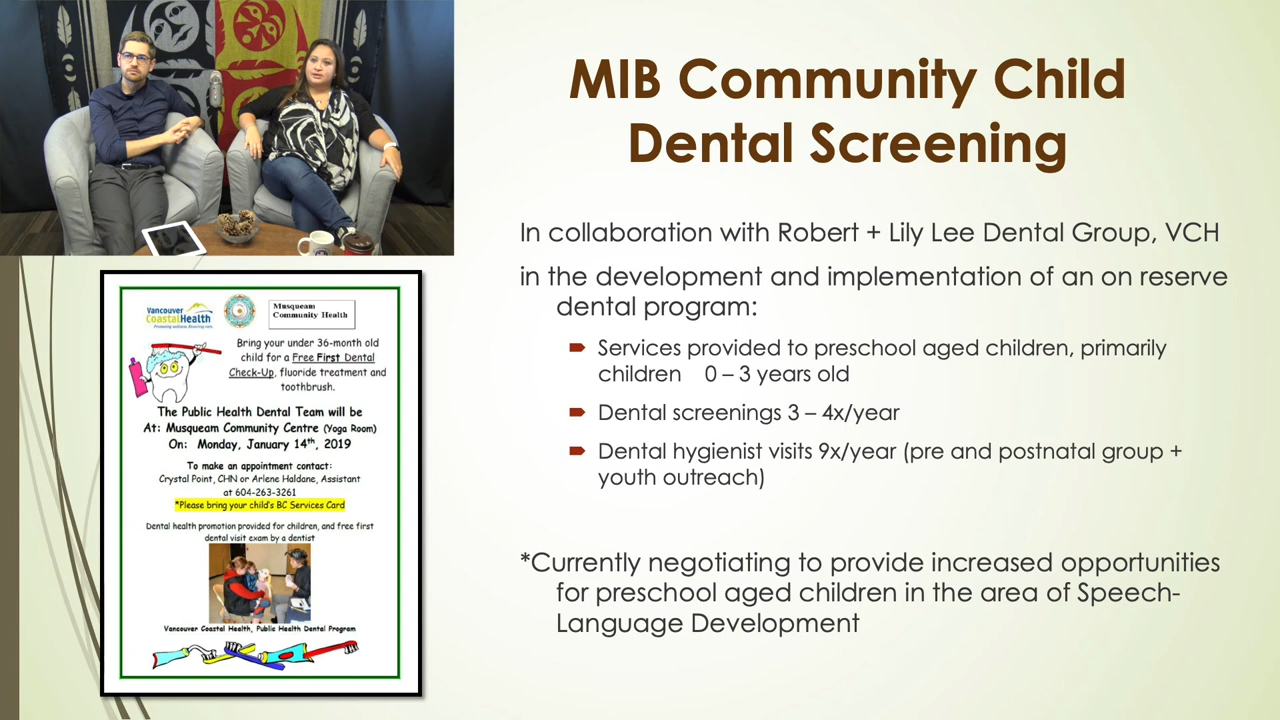 MIB Community Child
Dental Screening
In collaboration with Robert + Lily Lee Dental Group, VCH
in the development and implementation of an on reserve
dental program:
Services provided to preschool aged children, primarily
children 0 – 3 years old
Dental screenings 3 – 4x/year
Dental hygienist visits 9x/year (pre and postnatal group +
youth outreach)
*Currently negotiating to provide increased opportunities
for preschool aged children in the area of Speech-
Language Development
Vancouver
CoastalHealth
Musqueam
Community Health
Bring your under 36-month old
child for a Free First Dental
Check-Up, fluoride treatment and
toothbrush.
The Public Health Dental Team will be
At: Musqueam Community Centre (Yoga Room)
On: Monday, January 14th, 2019
To make an appointment contact:
Crystal Point, CHN or Arlene Haldane, Assistant
at 604-263-3261
*Please bring your child's BC Services Card
Dental health promotion provided for children, and free first
dental visit exam by a dentist
Vancouver Coastal Health, Public Health Dental Program